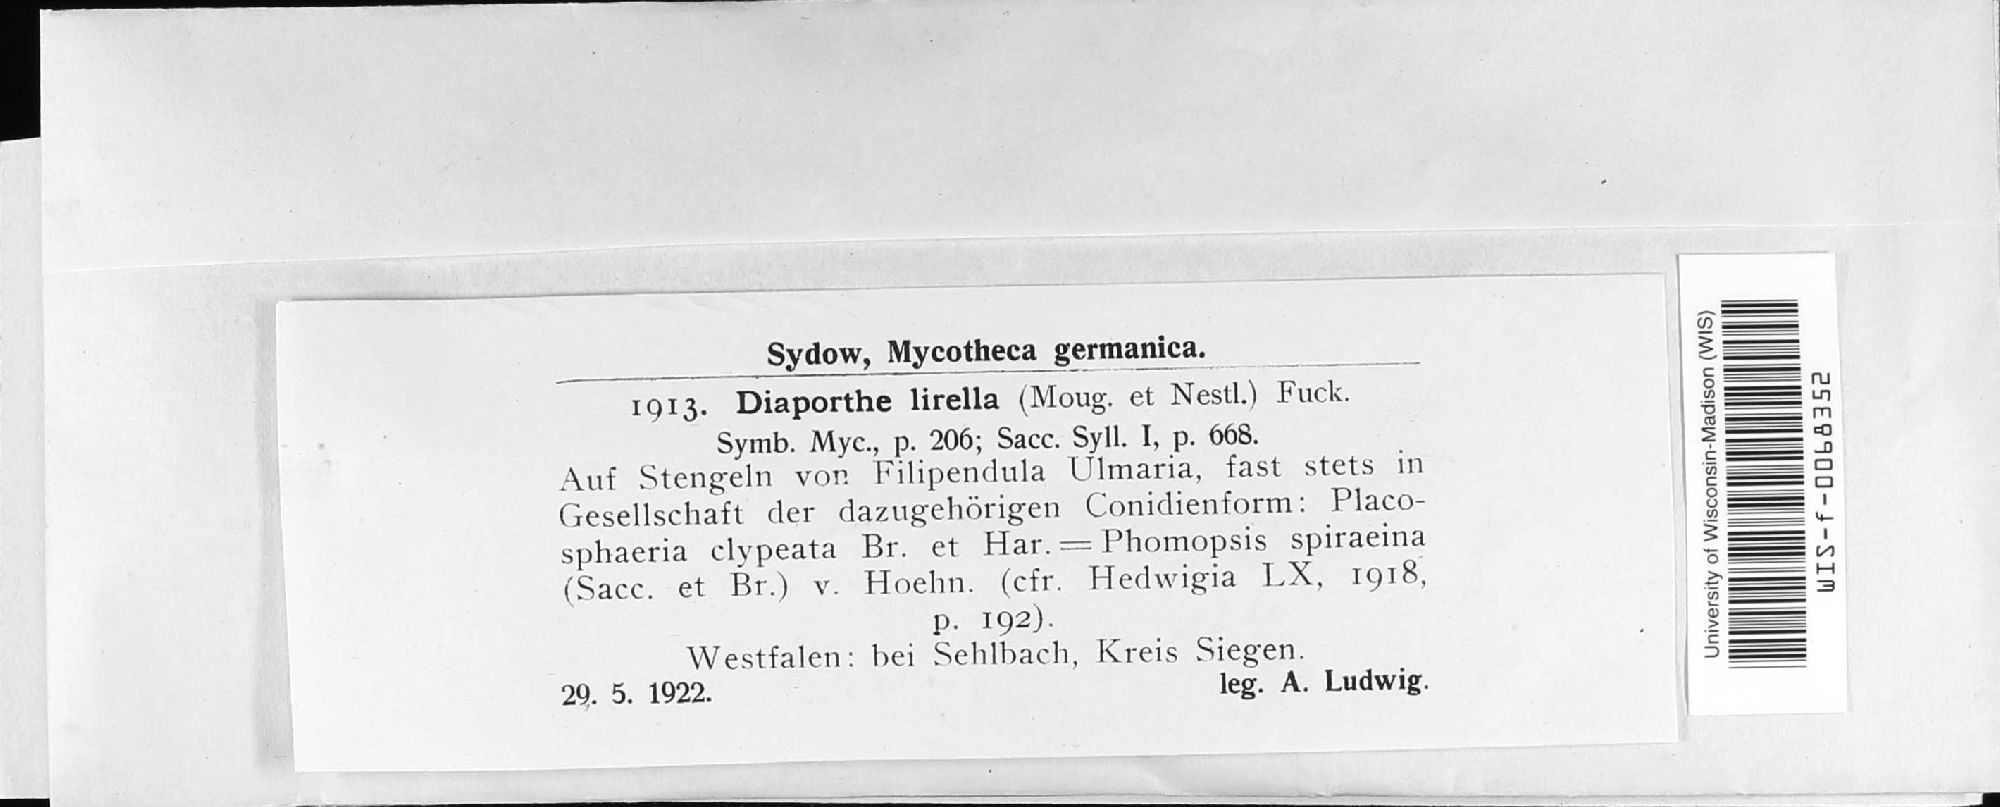 Sydow, Mycotheca germanica.
1913. Diaporthe lirella (Moug. et Nestl.) Fuck.
Symb. Myc., p. 206; Sacc. Syll. I, p. 668.
Auf Stengeln von Filipendula Ulmaria, fast stets in
Gesellschaft der dazugehörigen Conidienform: Placo-
sphaeria clypeata Br. et Har. = Phomopsis spiraeina
(Sacc. et Br.) v. Hoehn. (cfr. Hedwigia LX, 1918,
p. 192).
Westfalen: bei Sehlbach, Kreis Siegen.
29. 5. 1922. leg. A. Ludwig.
University of Wisconsin-Madison (WIS)
WIS-f-0068352